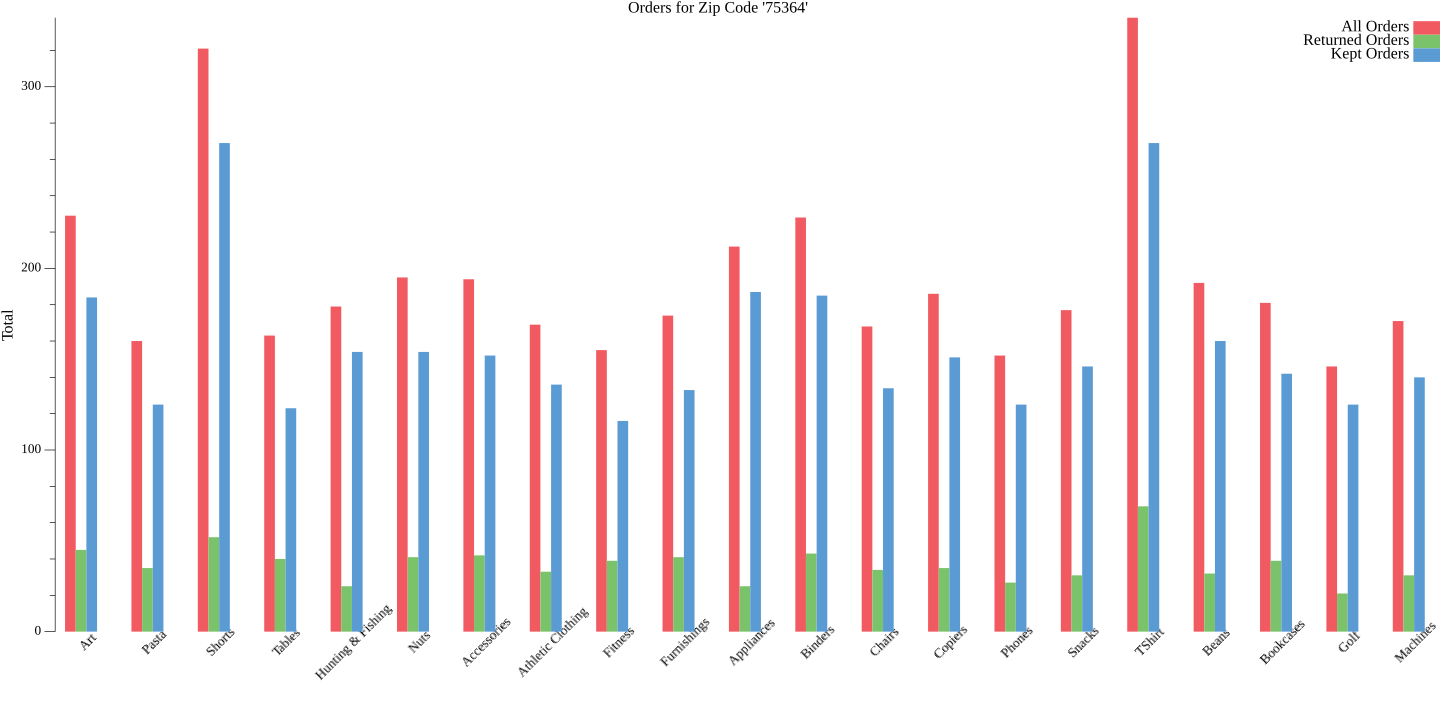 Orders for Zip Code '75364'
All Orders
Returned Orders
Kept Orders
Total
300
200
100
0
Art
Pasta
Shorts
Tables
Hunting & Fishing
Nuts
Accessories
Athletic Clothing
Fitness
Furnishings
Appliances
Binders
Chairs
Copiers
Phones
Snacks
TShirt
Beans
Bookcases
Golf
Machines